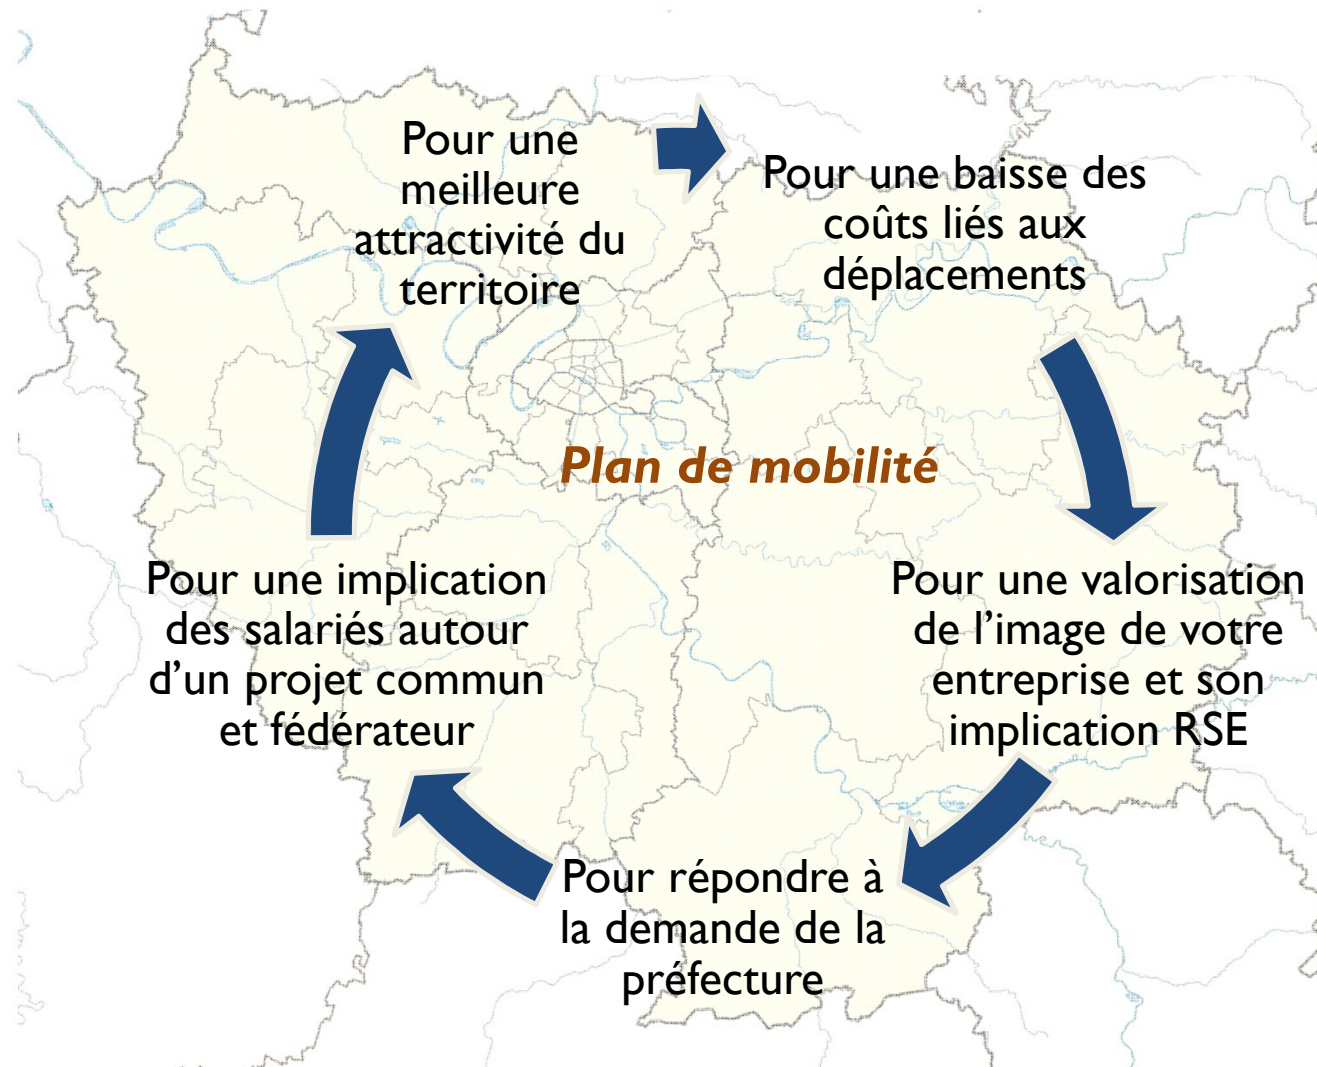 Pour une
meilleure
attractivité du
territoire
Pour une baisse des
coûts liés aux
déplacements
Plan de mobilité
Pour une implication
des salariés autour
d’un projet commun
et fédérateur
Pour une valorisation
de l’image de votre
entreprise et son
implication RSE
Pour répondre à
la demande de la
préfecture